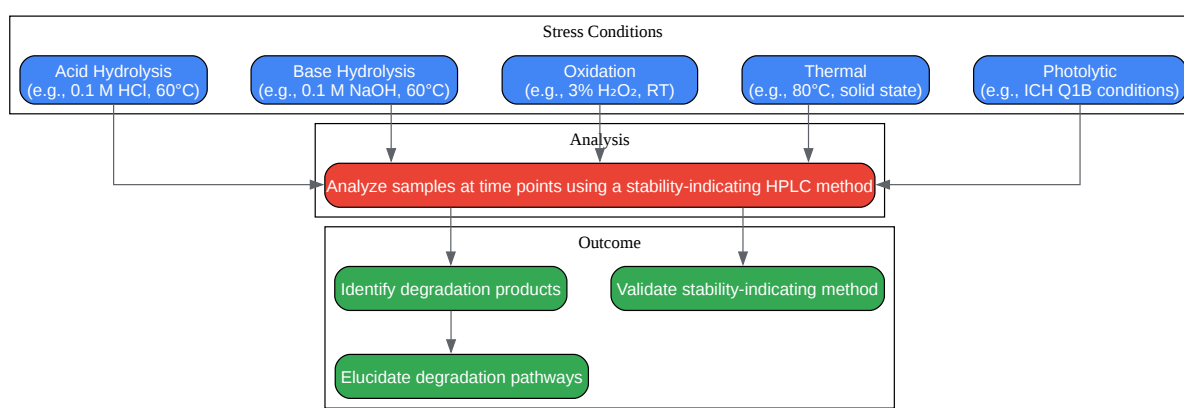 Stress Conditions
Acid Hydrolysis
(e.g., 0.1 M HCl, 60°C)
Base Hydrolysis
(e.g., 0.1 M NaOH, 60°C)
Oxidation
(e.g., 3% H₂O₂, RT)
Thermal
(e.g., 80°C, solid state)
Photolytic
(e.g., ICH Q1B conditions)
Analysis
Analyze samples at time points using a stability-indicating HPLC method
Outcome
Identify degradation products
Validate stability-indicating method
Elucidate degradation pathways